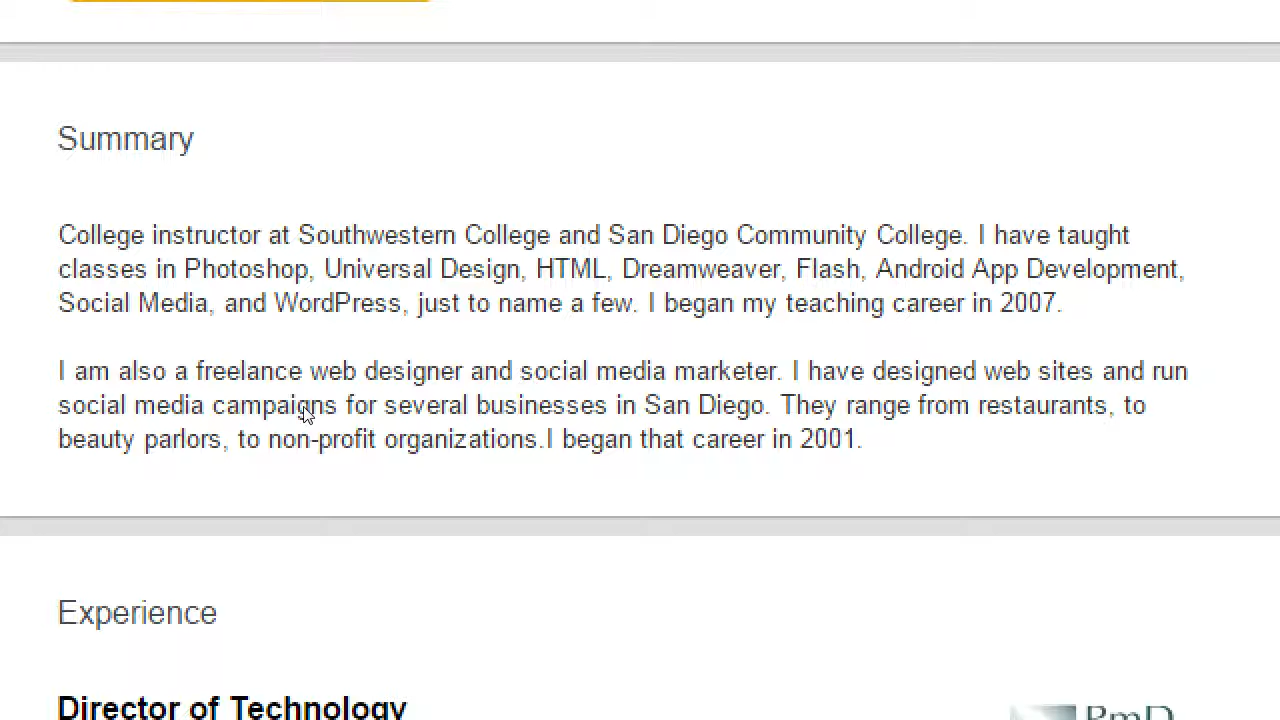 Summary
College instructor at Southwestern College and San Diego Community College. I have taught
classes in Photoshop, Universal Design, HTML, Dreamweaver, Flash, Android App Development,
Social Media, and WordPress, just to name a few. I began my teaching career in 2007.
I am also a freelance web designer and social media marketer. I have designed web sites and run
social media campaigns for several businesses in San Diego. They range from restaurants, to
beauty parlors, to non-profit organizations.I began that career in 2001.
Experience
Director of Technology
PmD